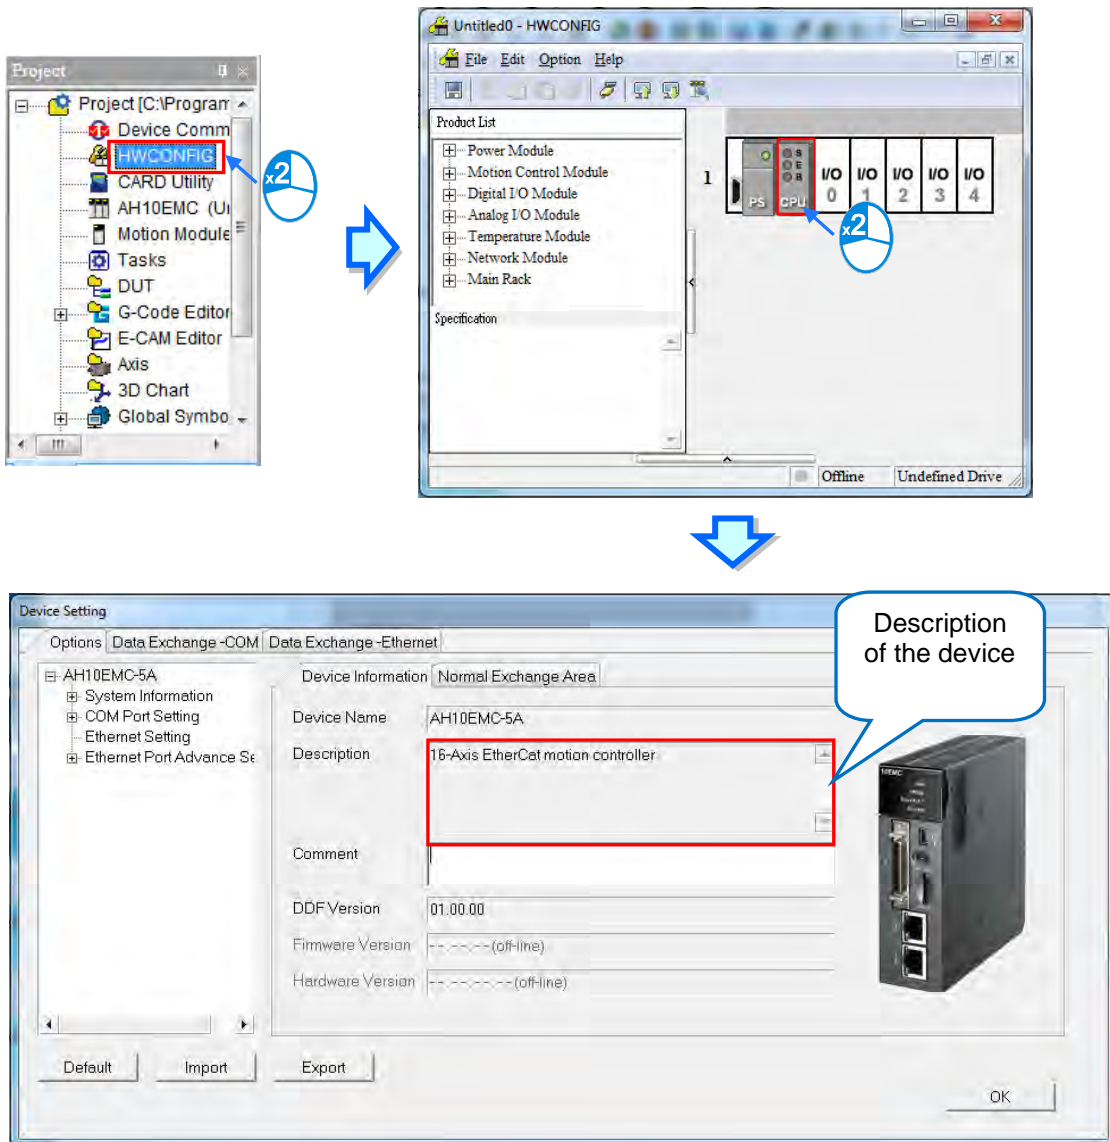 Untitled0 - HWCONFIG
File Edit Option Help
Project
Project [C:\Program
Device Comm
HWCONFIG
CARD Utility
AH10EMC (Ui
Motion Module
Tasks
DUT
G-Code Editor
E-CAM Editor
Axis
3D Chart
Global Symbo
x2
Product List
Power Module
Motion Control Module
Digital I/O Module
Analog I/O Module
Temperature Module
Network Module
Main Rack
Specification
1
PS
S
E
B
CPU
I/O I/O I/O I/O I/O
0 1 2 3 4
x2
Offline Undefined Drive
Device Setting
Options Data Exchange -COM Data Exchange -Ethernet
AH10EMC-5A
System Information
COM Port Setting
Ethernet Setting
Ethernet Port Advance Se
Device Information Normal Exchange Area
Device Name AH10EMC-5A
Description 16-Axis EtherCat motion controller
Comment
DDF Version 01.00.00
Firmware Version --.--.--(off-line)
Hardware Version --.--.--.--(off-line)
Description
of the device
10EMC
Default Import Export
OK